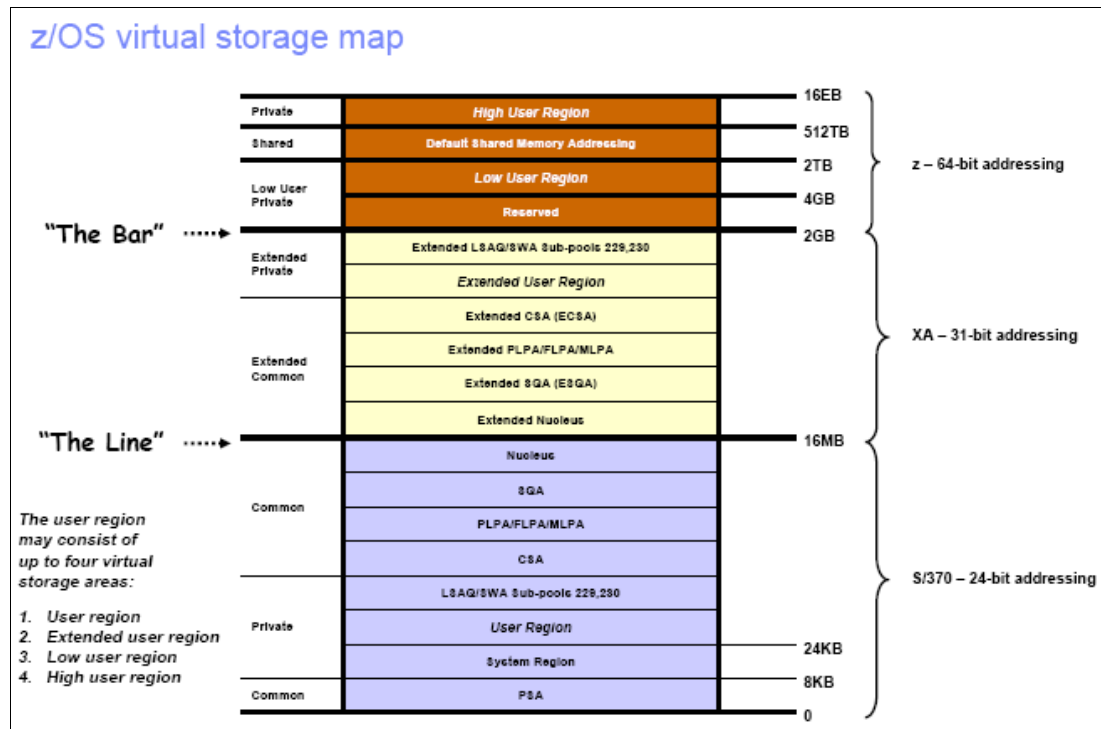 z/OS virtual storage map
16EB
Private
High User Region
512TB
Shared
Default Shared Memory Addressing
2TB
z – 64-bit addressing
Low User
Private
Low User Region
4GB
Reserved
"The Bar"
2GB
Extended
Private
Extended LSAQ/SWA Sub-pools 229,230
Extended User Region
Extended
Common
Extended CSA (ECSA)
Extended PLPA/FLPA/MLPA
Extended SQA (ESQA)
Extended Nucleus
XA – 31-bit addressing
"The Line"
16MB
Common
Nucleus
SQA
PLPA/FLPA/MLPA
CSA
S/370 – 24-bit addressing
Private
LSAQ/SWA Sub-pools 229,230
User Region
24KB
System Region
8KB
Common
PSA
0
The user region
may consist of
up to four virtual
storage areas:
1. User region
2. Extended user region
3. Low user region
4. High user region